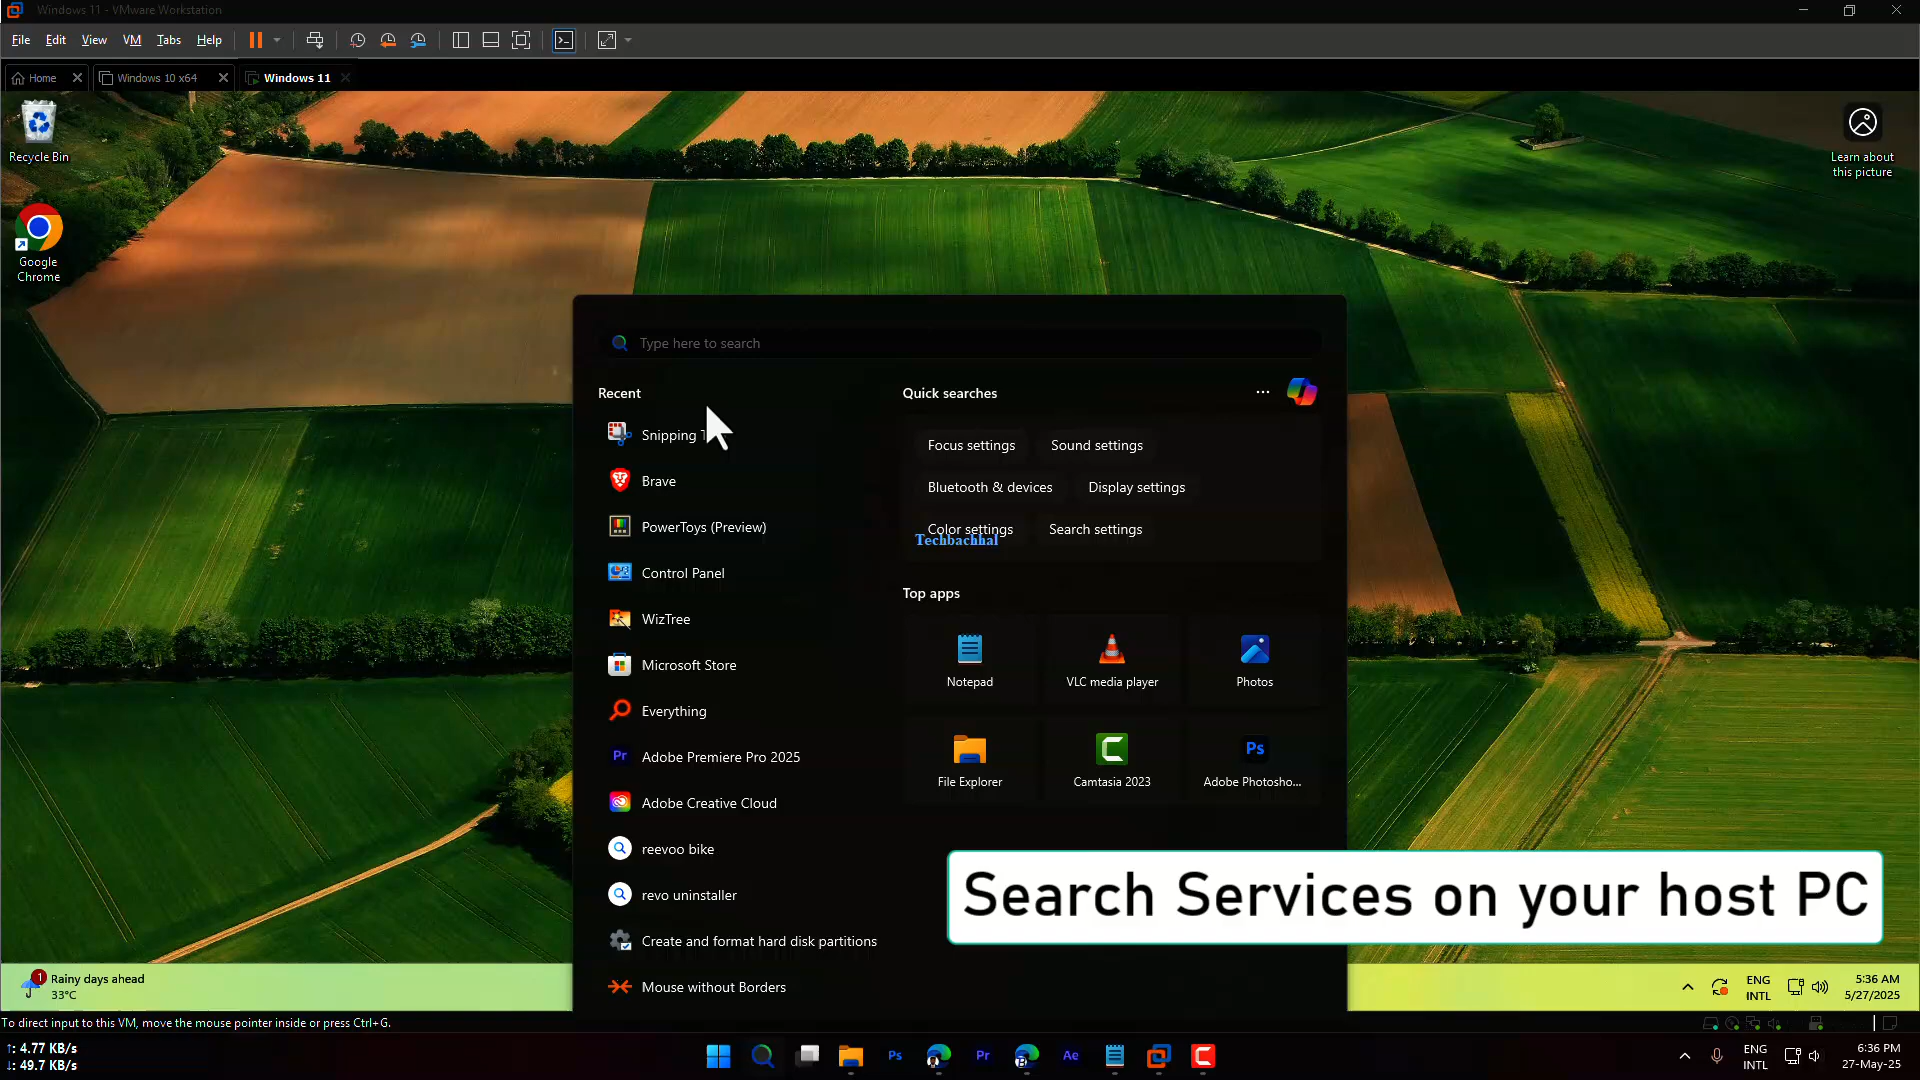 Windows 11 - VMware Workstation
File Edit View VM Tabs Help
Home
Windows 10 x64
Windows 11
Recycle Bin
Google
Chrome
Learn about
this picture
Type here to search
Recent
Snipping T
Brave
PowerToys (Preview)
Control Panel
WizTree
Microsoft Store
Everything
Pr Adobe Premiere Pro 2025
Adobe Creative Cloud
reevoo bike
revo uninstaller
Create and format hard disk partitions
Mouse without Borders
Quick searches
Focus settings Sound settings
Bluetooth & devices Display settings
Color settings Search settings
Techbachhal
Top apps
Notepad VLC media player Photos
Ps
File Explorer Camtasia 2023 Adobe Photosho...
Search Services on your host PC
1 Rainy days ahead
33°C
ENG
INTL
5:36 AM
5/27/2025
To direct input to this VM, move the mouse pointer inside or press Ctrl+G.
↑: 4.77 KB/s
↓: 49.7 KB/s
Ps Pr B Ae
ENG
INTL
6:36 PM
27-May-25